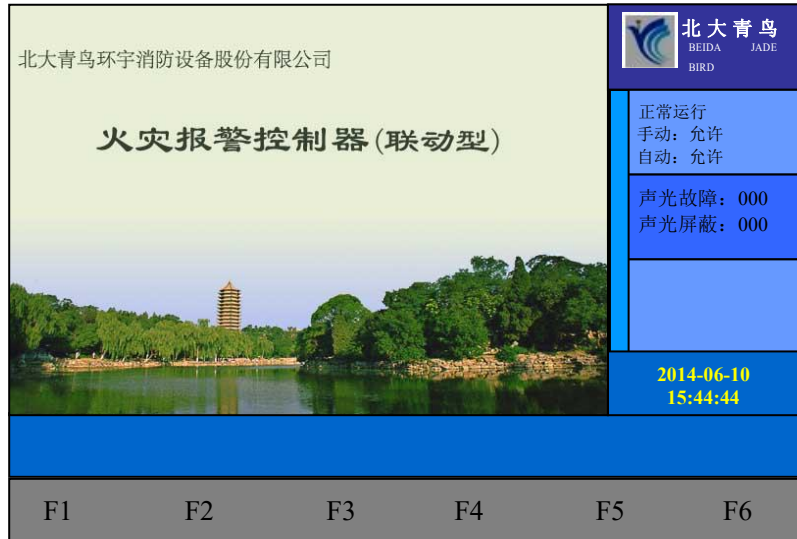 北大青鸟环宇消防设备股份有限公司
火灾报警控制器(联动型)
北大青鸟
BEIDA JADE
BIRD
正常运行
手动：允许
自动：允许
声光故障：000
声光屏蔽：000
2014-06-10
15:44:44
F1 F2 F3 F4 F5 F6